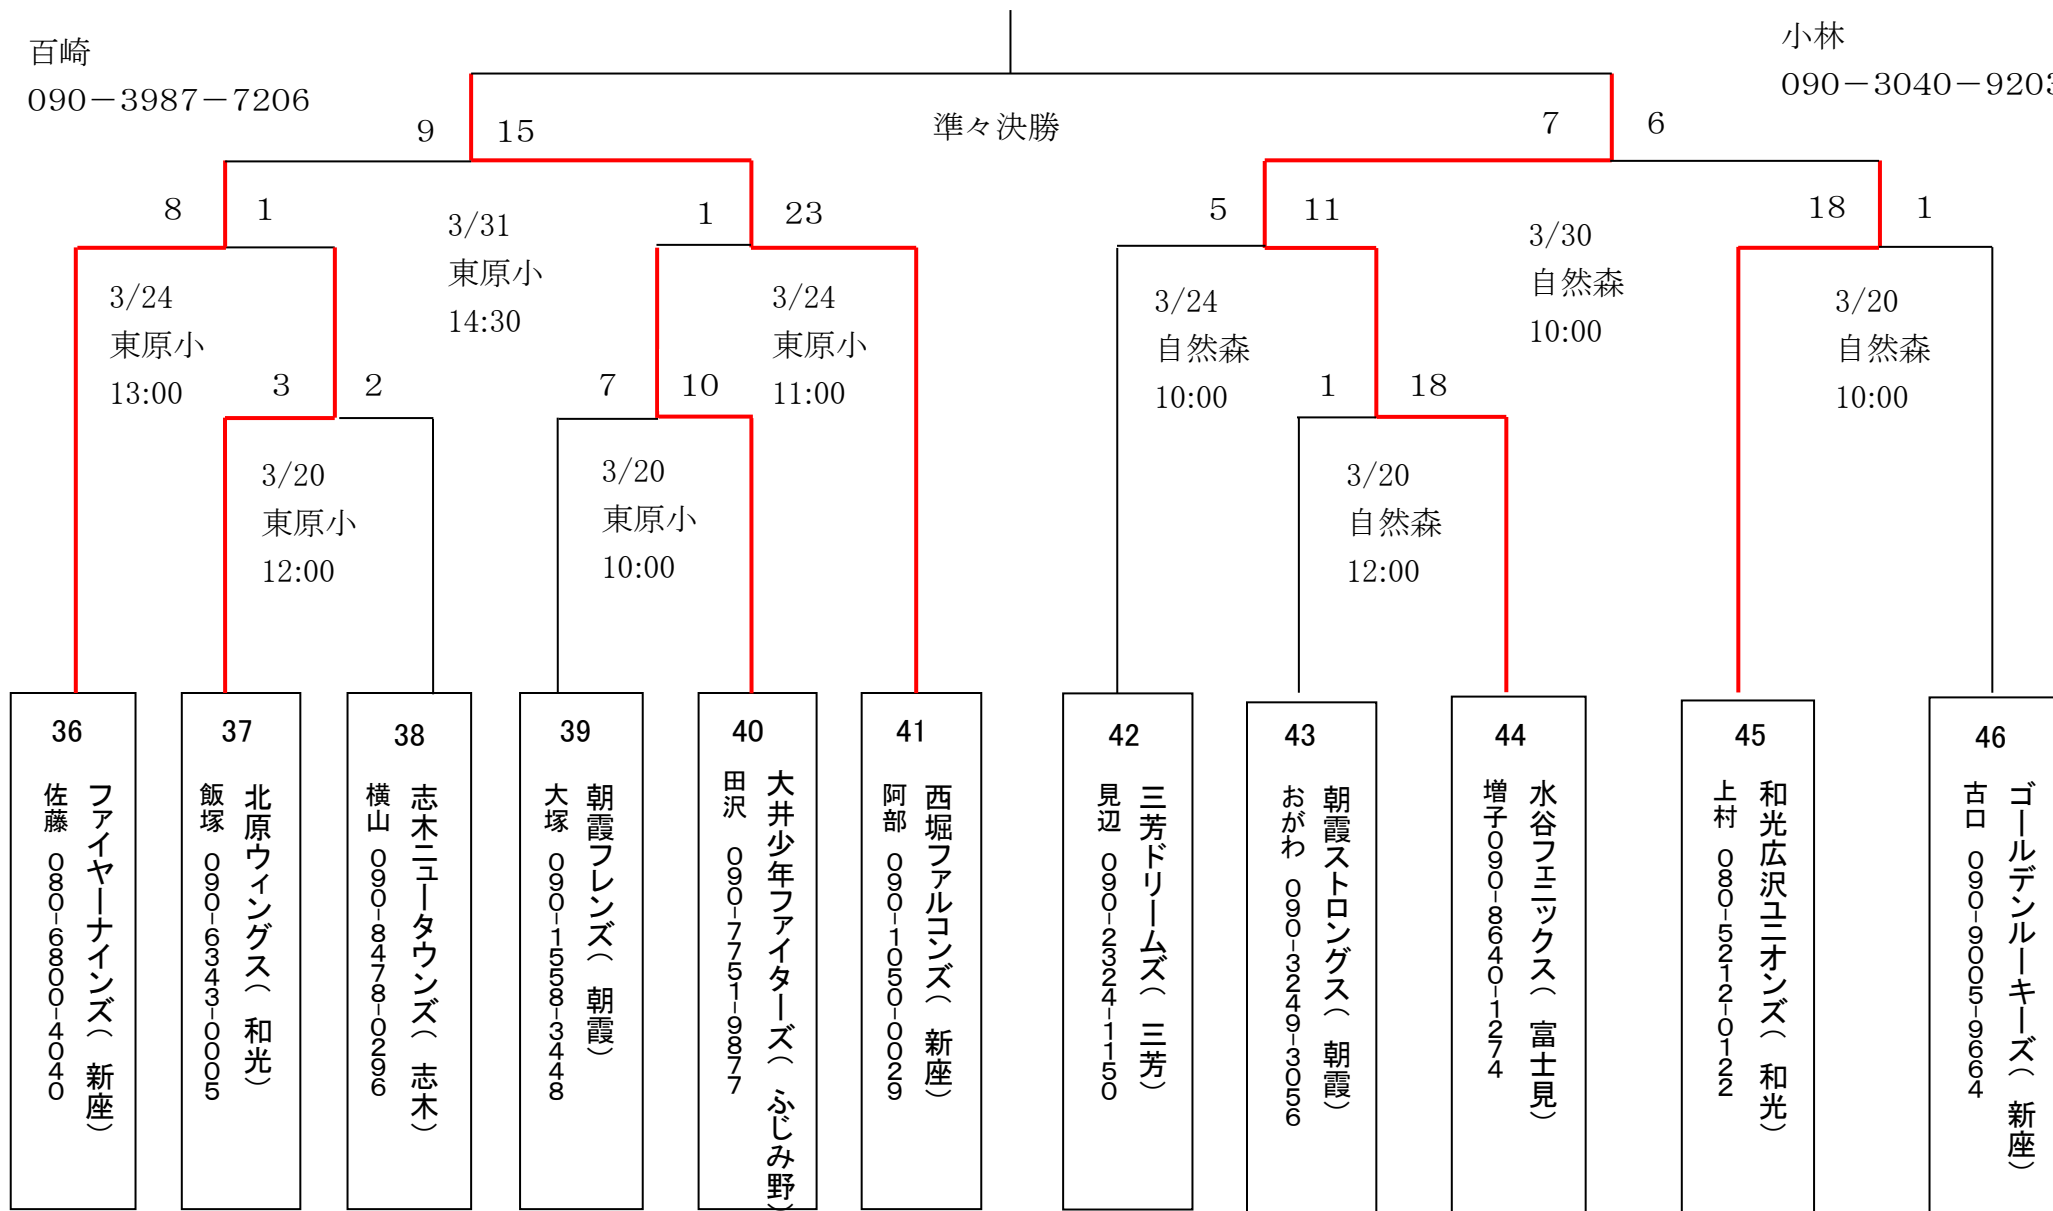 百崎
090－3987－7206
小林
090－3040－9203
準々決勝
9 15
7 6
8 1
1 23
5 11
18 1
3/31
東原小
14:30
3/30
自然森
10:00
3/24
東原小
13:00
3/24
東原小
11:00
3/24
自然森
10:00
3/20
自然森
10:00
3 2
7 10
1 18
3/20
東原小
12:00
3/20
東原小
10:00
3/20
自然森
12:00
36
ファイヤーナインズ（ 新座）
佐藤 080-6800-4040
37
北原ウィングス（ 和光）
飯塚 090-6343-0005
38
志木ニュータウンズ（ 志木）
横山 090-8478-0296
39
朝霞フレンズ（ 朝霞）
大塚 090-1558-3448
40
大井少年ファイターズ（ ふじみ野）
田沢 090-7751-9877
41
西堀ファルコンズ（ 新座）
阿部 090-1050-0029
42
三芳ドリームズ（ 三芳）
見辺 090-2324-1150
43
朝霞ストロングス（ 朝霞）
おがわ 090-3249-3056
44
水谷フェニックス（ 富士見）
増子090-8640-1274
45
和光広沢ユニオンズ（ 和光）
上村 080-5212-0122
46
ゴールデンルーキーズ（ 新座）
古口 090-9005-9664